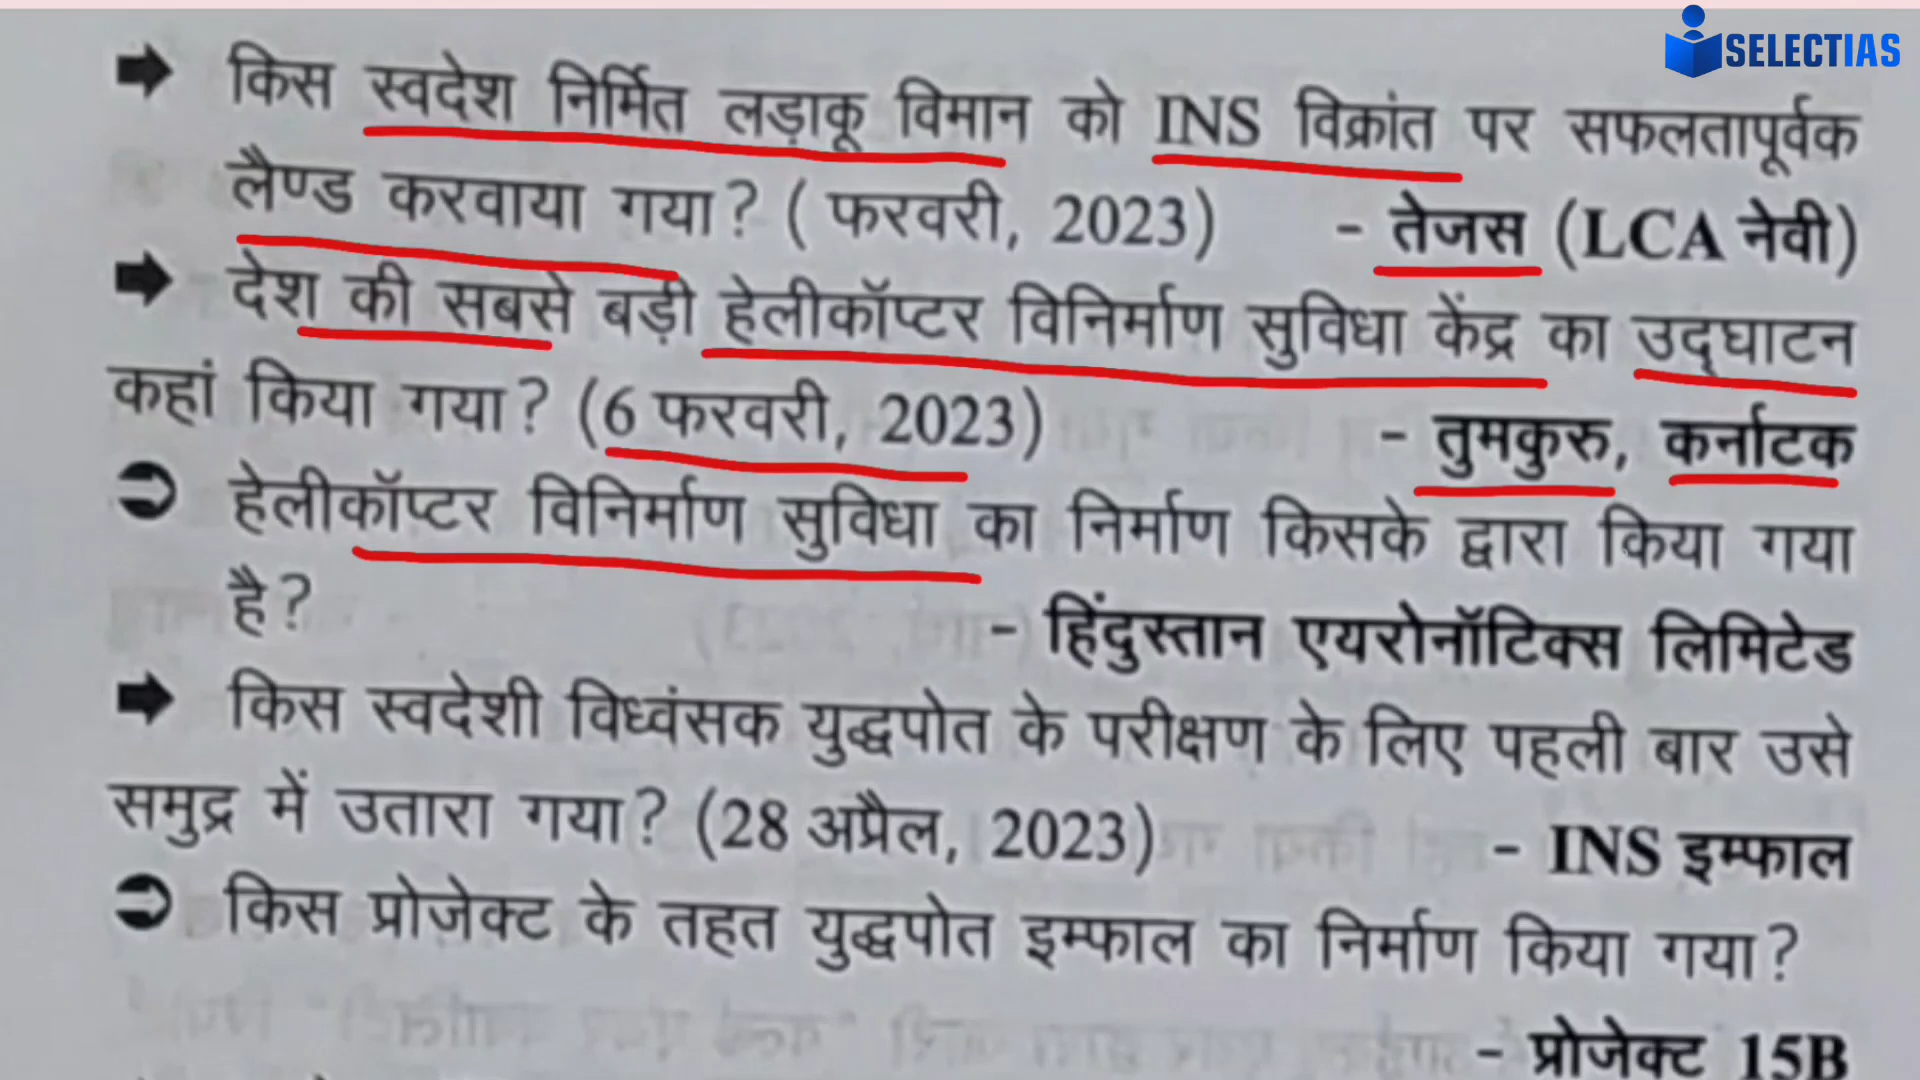 SELECTIAS
➡ किस स्वदेश निर्मित लड़ाकू विमान को INS विक्रांत पर सफलतापूर्वक
लैण्ड करवाया गया? ( फरवरी, 2023) - तेजस (LCA नेवी)
➡ देश की सबसे बड़ी हेलीकॉप्टर विनिर्माण सुविधा केंद्र का उद्घाटन
कहां किया गया? (6 फरवरी, 2023) - तुमकुरु, कर्नाटक
➲ हेलीकॉप्टर विनिर्माण सुविधा का निर्माण किसके द्वारा किया गया
है? - हिंदुस्तान एयरोनॉटिक्स लिमिटेड
➡ किस स्वदेशी विध्वंसक युद्धपोत के परीक्षण के लिए पहली बार उसे
समुद्र में उतारा गया? (28 अप्रैल, 2023) - INS इम्फाल
➲ किस प्रोजेक्ट के तहत युद्धपोत इम्फाल का निर्माण किया गया?
- प्रोजेक्ट 15B